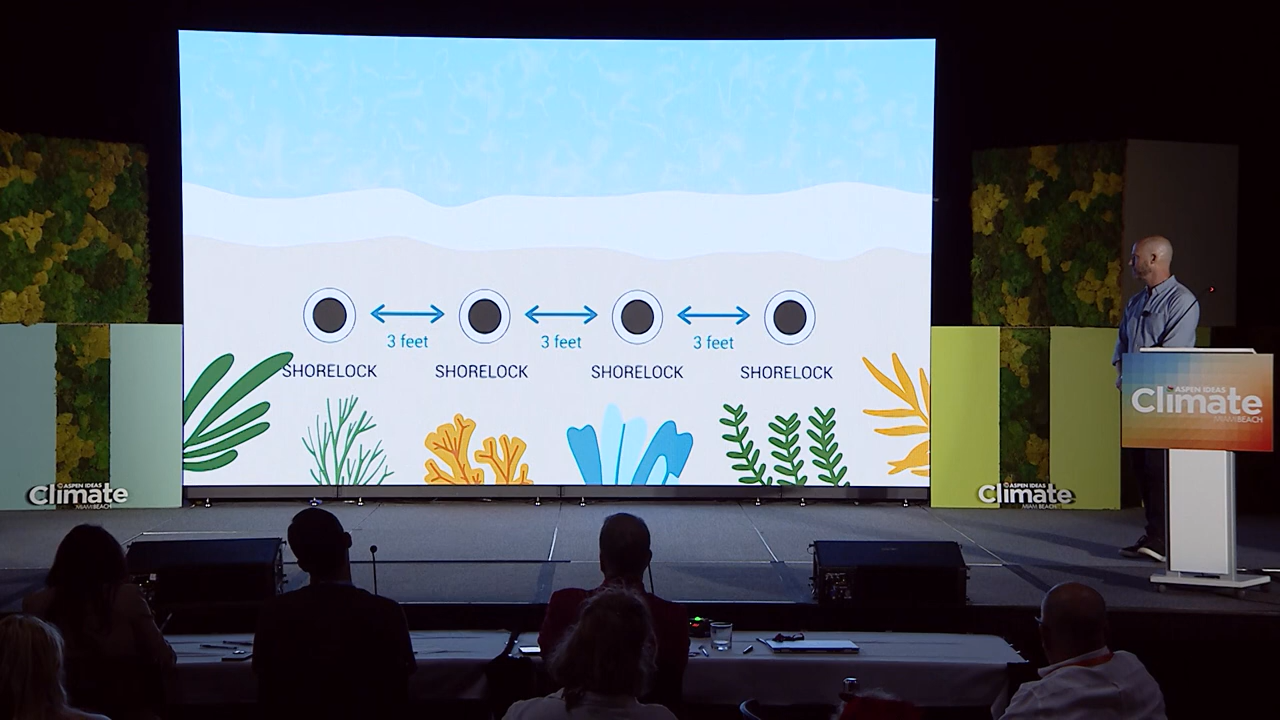 3 feet
3 feet
3 feet
SHORELOCK
SHORELOCK
SHORELOCK
SHORELOCK
ASPEN IDEAS
Climate
MIAMI BEACH
ASPEN IDEAS
Climate
MIAMI BEACH
ASPEN IDEAS
Climate
MIAMI BEACH